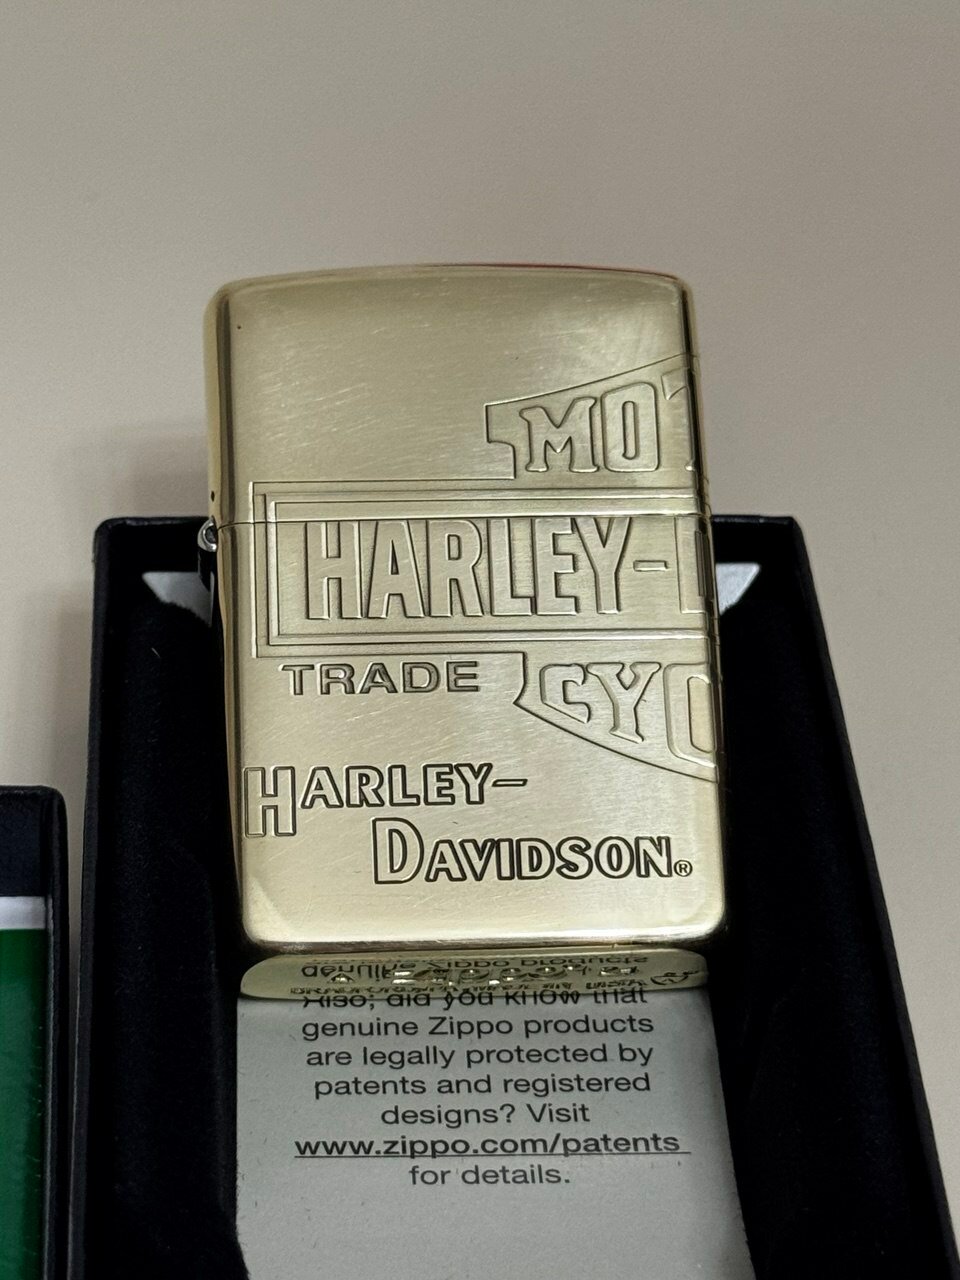 MO
HARLEY-
TRADE
CYC
HARLEY-
DAVIDSON®
Also, did you know that
genuine Zippo products
are legally protected by
patents and registered
designs? Visit
www.zippo.com/patents
for details.